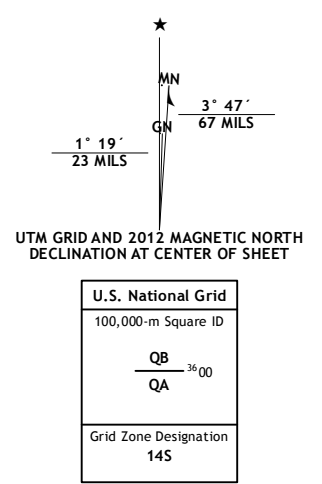 MN
3° 47´
67 MILS
GN
1° 19´
23 MILS
UTM GRID AND 2012 MAGNETIC NORTH
DECLINATION AT CENTER OF SHEET
U.S. National Grid
100,000-m Square ID
QB
3600
QA
Grid Zone Designation
14S